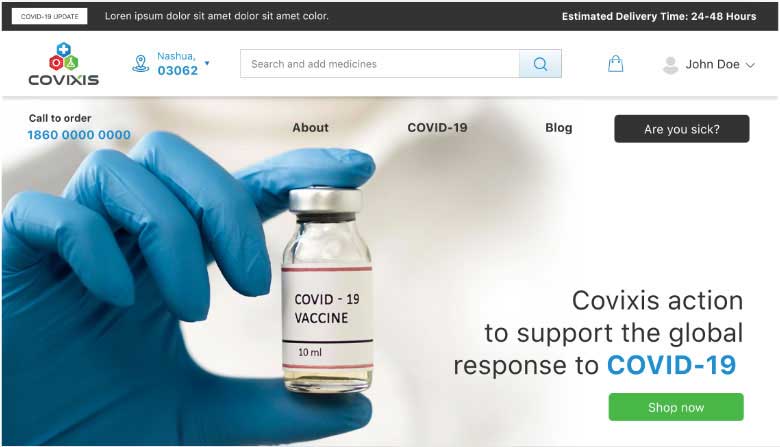 COVID-19 UPDATE
Loren ipsum dolor sit amet dolor sit amet color.
Estimated Delivery Time: 24-48 Hours
COVIXIS
Nashua,
03062
Search and add medicines
John Doe
Call to order
1860 0000 0000
About
COVID-19
Blog
Are you sick?
COVID - 19
VACCINE
10 ml
Covixis action
to support the global
response to COVID-19
Shop now